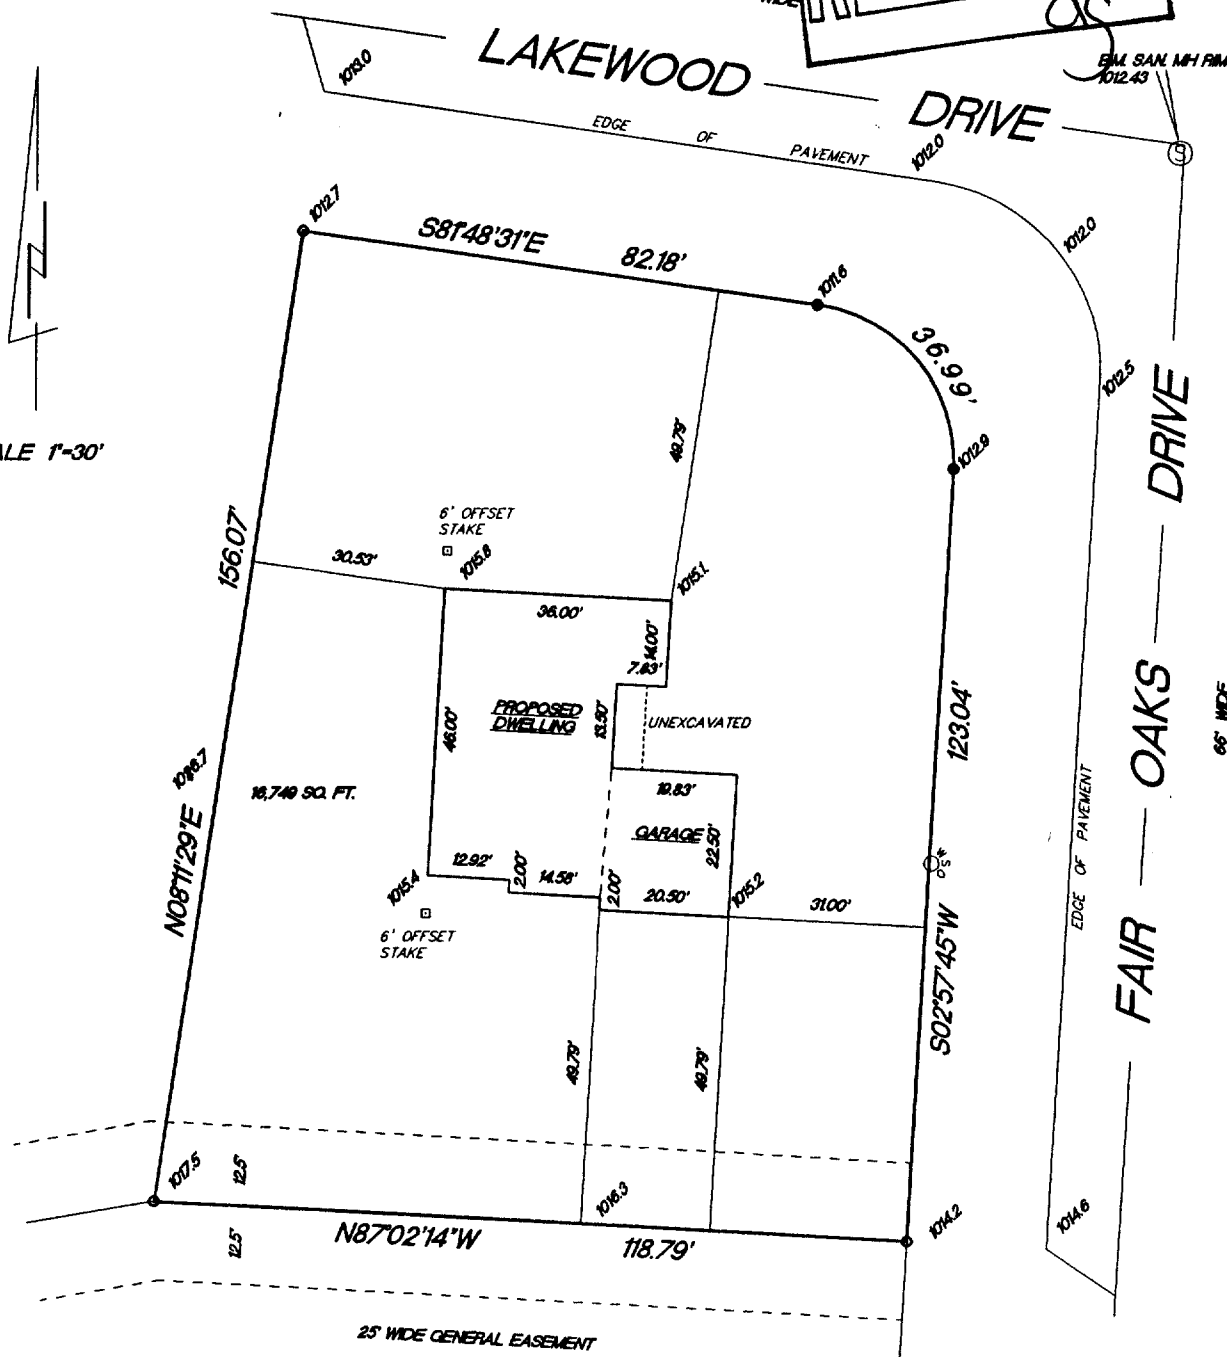 LAKEWOOD DRIVE
B.M. SAN. MH RIM
1012.43
1013.0
EDGE OF PAVEMENT
1012.0
1012.0
1012.7
S81°48'31"E 82.18'
1011.6
36.99'
1012.5
1012.9
SCALE 1"=30'
156.07'
49.79'
6' OFFSET
STAKE
1015.8
30.53'
1015.1
36.00'
14.00'
7.83'
PROPOSED
DWELLING
13.50'
UNEXCAVATED
46.00'
123.04'
FAIR OAKS DRIVE
66' WIDE
16,749 SQ. FT.
19.83'
GARAGE
22.50'
EDGE OF PAVEMENT
N08°11'29"E
12.92'
2.00'
14.58'
2.00'
20.50'
1015.2
31.00'
1015.4
6' OFFSET
STAKE
S02°57'45"W
49.79'
49.79'
1017.5
12.5'
1016.3
1014.2
1014.6
N87°02'14"W 118.79'
12.5'
25' WIDE GENERAL EASEMENT